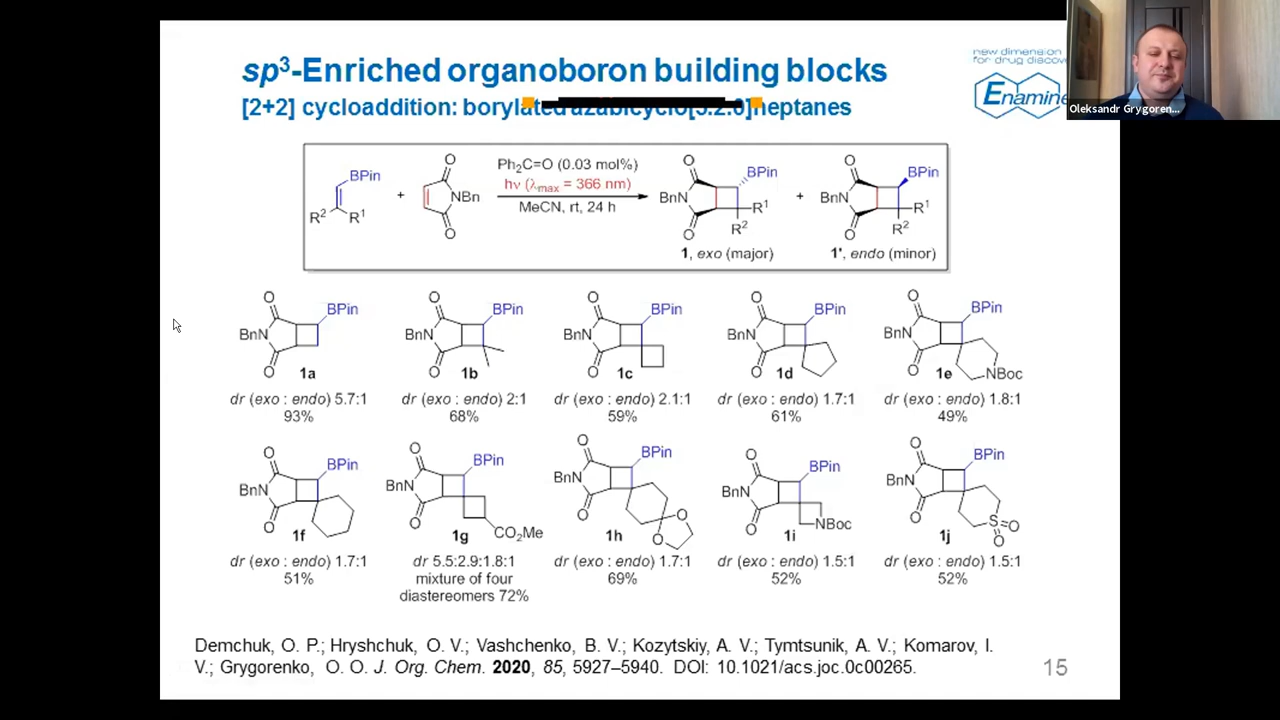 sp³-Enriched organoboron building blocks
[2+2] cycloaddition: borylated azabicyclo[3.2.0]heptanes
new dimension
for drug discov
Enamine
Oleksandr Grygoren...
BPin
R² R¹
+
O
NBn
O
Ph₂C=O (0.03 mol%)
hν (λmax = 366 nm)
MeCN, rt, 24 h
O
BnN
O
BPin
R¹
R²
1, exo (major)
+
O
BnN
O
BPin
R¹
R²
1', endo (minor)
O
BnN
O
BPin
1a
dr (exo : endo) 5.7:1
93%
O
BnN
O
BPin
1b
dr (exo : endo) 2:1
68%
O
BnN
O
BPin
1c
dr (exo : endo) 2.1:1
59%
O
BnN
O
BPin
1d
dr (exo : endo) 1.7:1
61%
O
BnN
O
BPin
NBoc
1e
dr (exo : endo) 1.8:1
49%
O
BnN
O
BPin
1f
dr (exo : endo) 1.7:1
51%
O
BnN
O
BPin
CO₂Me
1g
dr 5.5:2.9:1.8:1
mixture of four
diastereomers 72%
O
BnN
O
BPin
O
O
1h
dr (exo : endo) 1.7:1
69%
O
BnN
O
BPin
NBoc
1i
dr (exo : endo) 1.5:1
52%
O
BnN
O
BPin
S O
O
1j
dr (exo : endo) 1.5:1
52%
Demchuk, O. P.; Hryshchuk, O. V.; Vashchenko, B. V.; Kozytskiy, A. V.; Tymtsunik, A. V.; Komarov, I.
V.; Grygorenko, O. O. J. Org. Chem. 2020, 85, 5927–5940. DOI: 10.1021/acs.joc.0c00265.
15